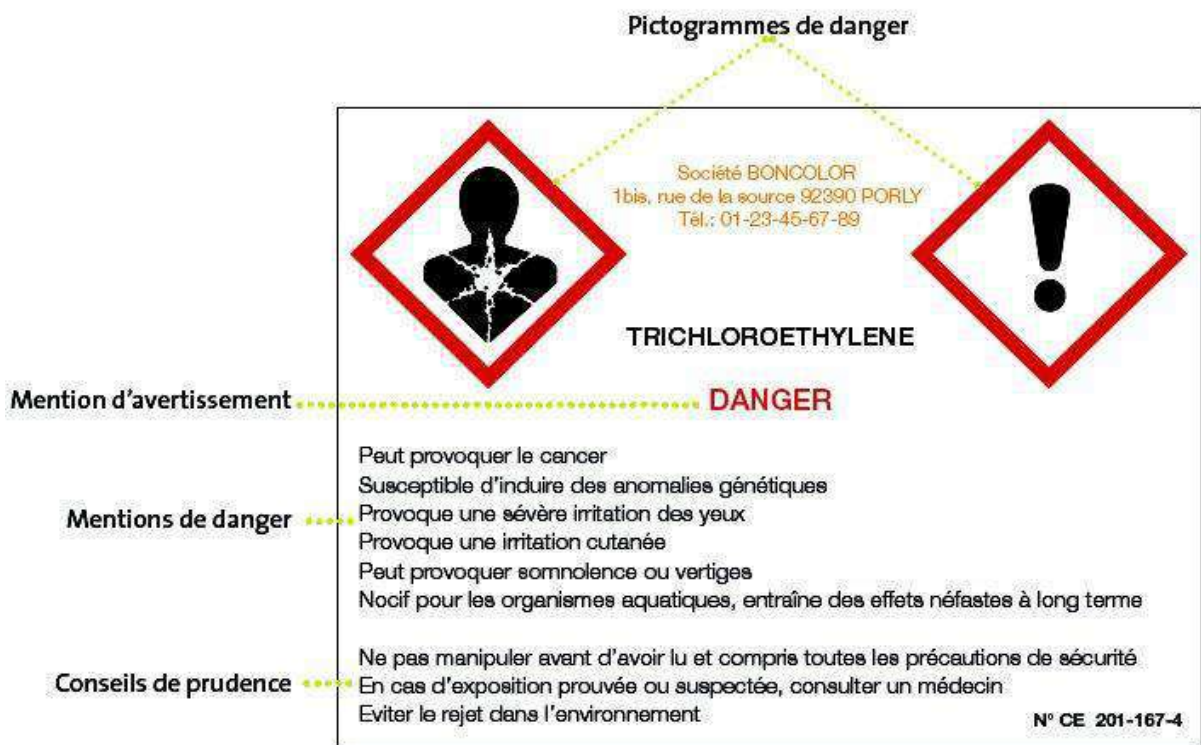 Pictogrammes de danger
Société BONCOLOR
1bis, rue de la source 92390 PORLY
Tél.: 01-23-45-67-89
TRICHLOROETHYLENE
Mention d'avertissement
DANGER
Peut provoquer le cancer
Susceptible d'induire des anomalies génétiques
Mentions de danger
Provoque une sévère irritation des yeux
Provoque une irritation cutanée
Peut provoquer somnolence ou vertiges
Nocif pour les organismes aquatiques, entraîne des effets néfastes à long terme
Ne pas manipuler avant d'avoir lu et compris toutes les précautions de sécurité
Conseils de prudence
En cas d'exposition prouvée ou suspectée, consulter un médecin
Eviter le rejet dans l'environnement
N° CE 201-167-4